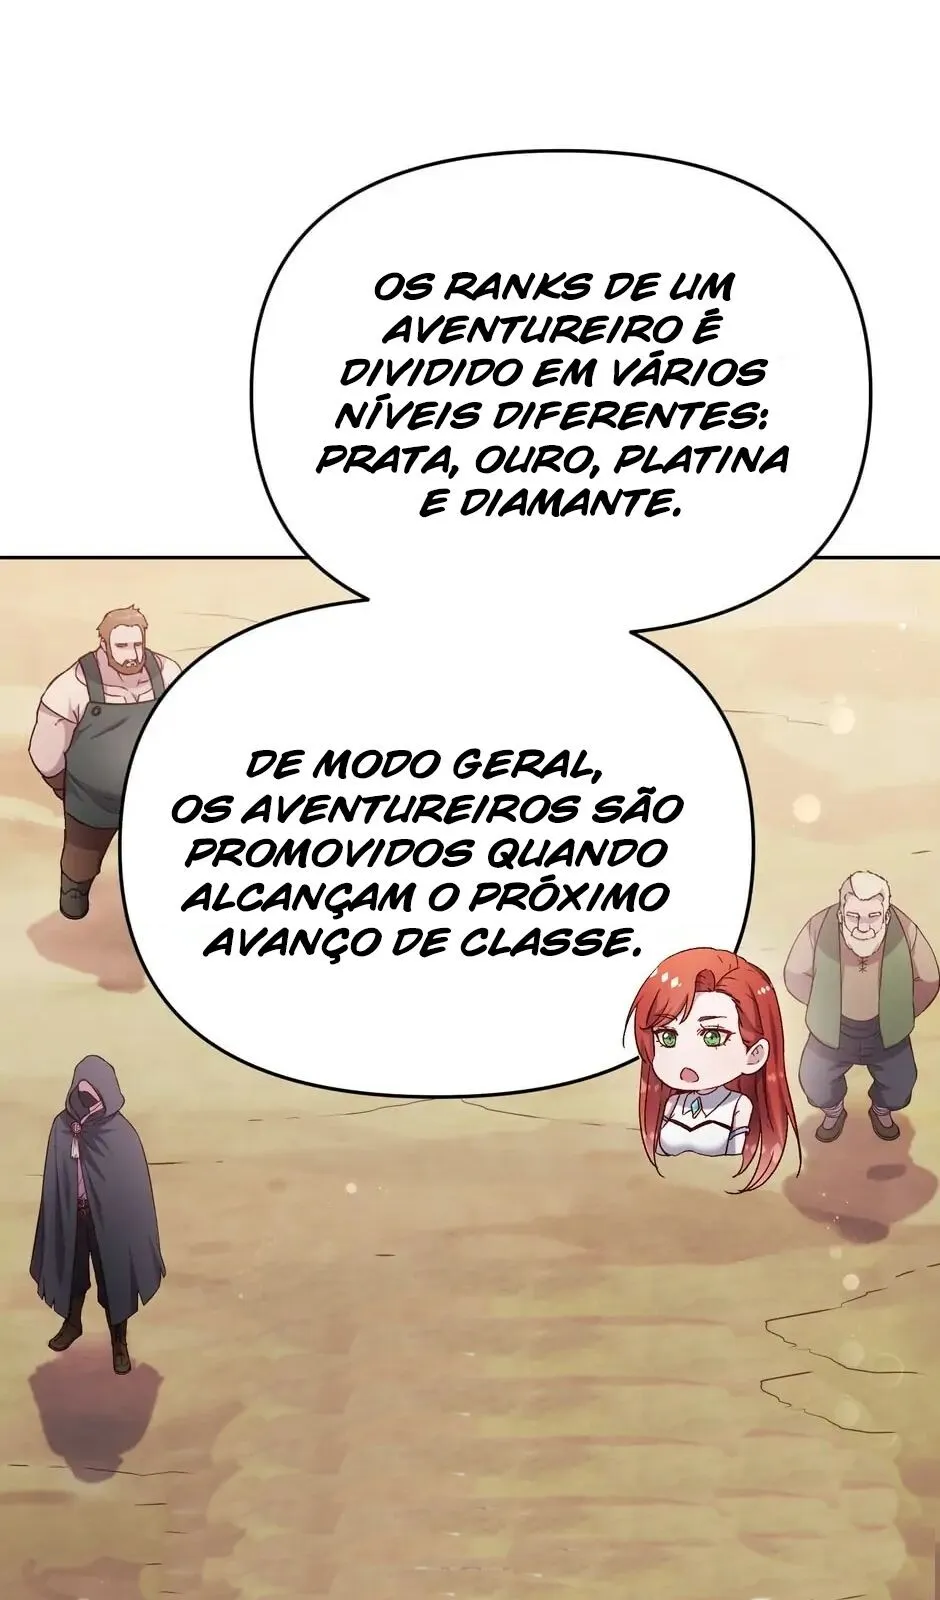 OS RANKS DE UM
AVENTUREIRO É
DIVIDIDO EM VÁRIOS
NÍVEIS DIFERENTES:
PRATA, OURO, PLATINA
E DIAMANTE.
DE MODO GERAL,
OS AVENTUREIROS SÃO
PROMOVIDOS QUANDO
ALCANÇAM O PRÓXIMO
AVANÇO DE CLASSE.